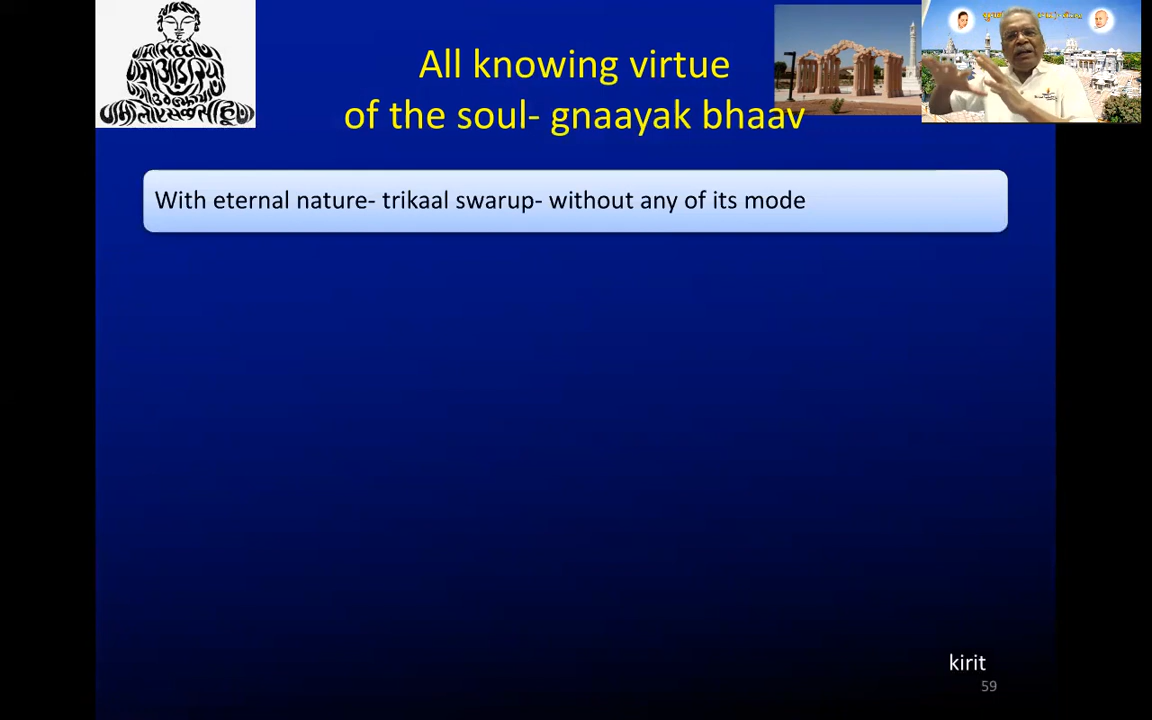 All knowing virtue
of the soul- gnaayak bhaav
With eternal nature- trikaal swarup- without any of its mode
kirit
59